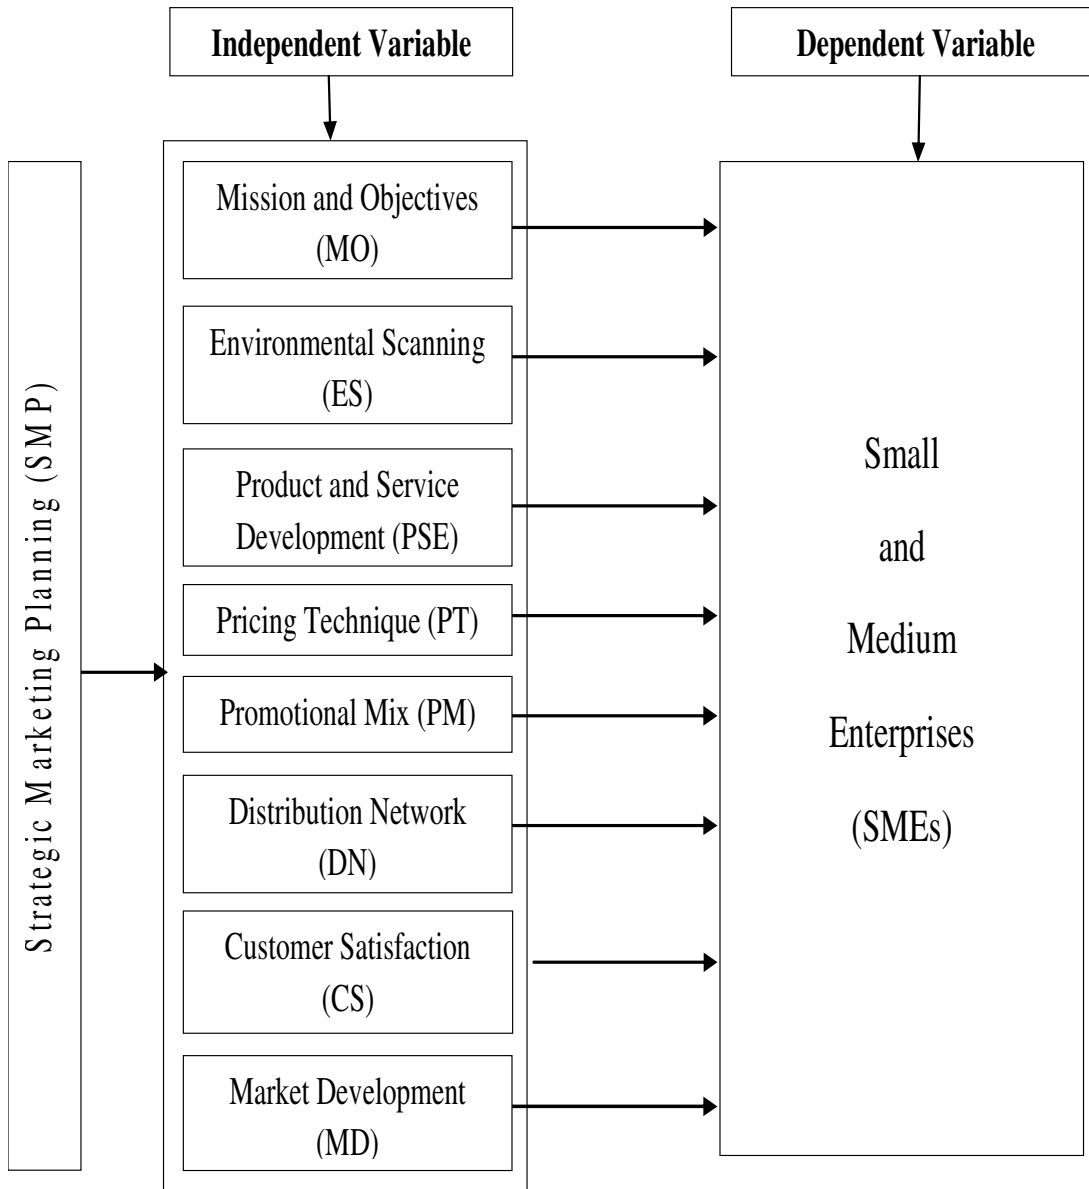 Independent Variable
Dependent Variable
Strategic Marketing Planning (SMP)
Mission and Objectives
(MO)
Environmental Scanning
(ES)
Product and Service
Development (PSE)
Pricing Technique (PT)
Promotional Mix (PM)
Distribution Network
(DN)
Customer Satisfaction
(CS)
Market Development
(MD)
Small
and
Medium
Enterprises
(SMEs)